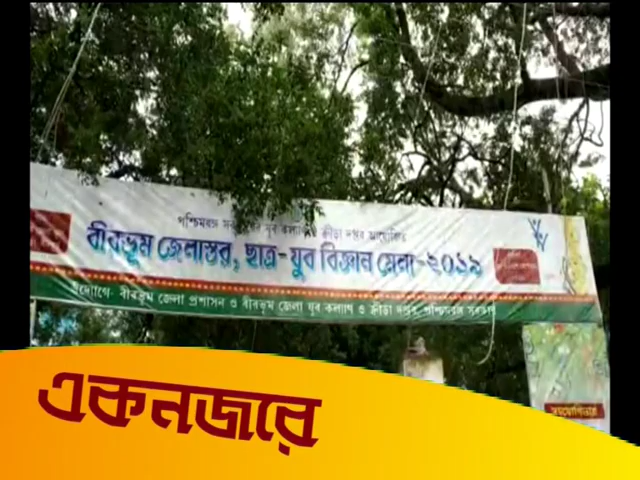 পশ্চিমবঙ্গ সরকারের যুব কল্যাণ ও ক্রীড়া দপ্তর আয়োজিত
বীরভূম জেলাস্তর, ছাত্র-যুব বিজ্ঞান মেলা-২০১৯
উদ্যোগে- বীরভূম জেলা প্রশাসন ও বীরভূম জেলা যুব কল্যাণ ও ক্রীড়া দপ্তর, পশ্চিমবঙ্গ সরকার
একনজরে